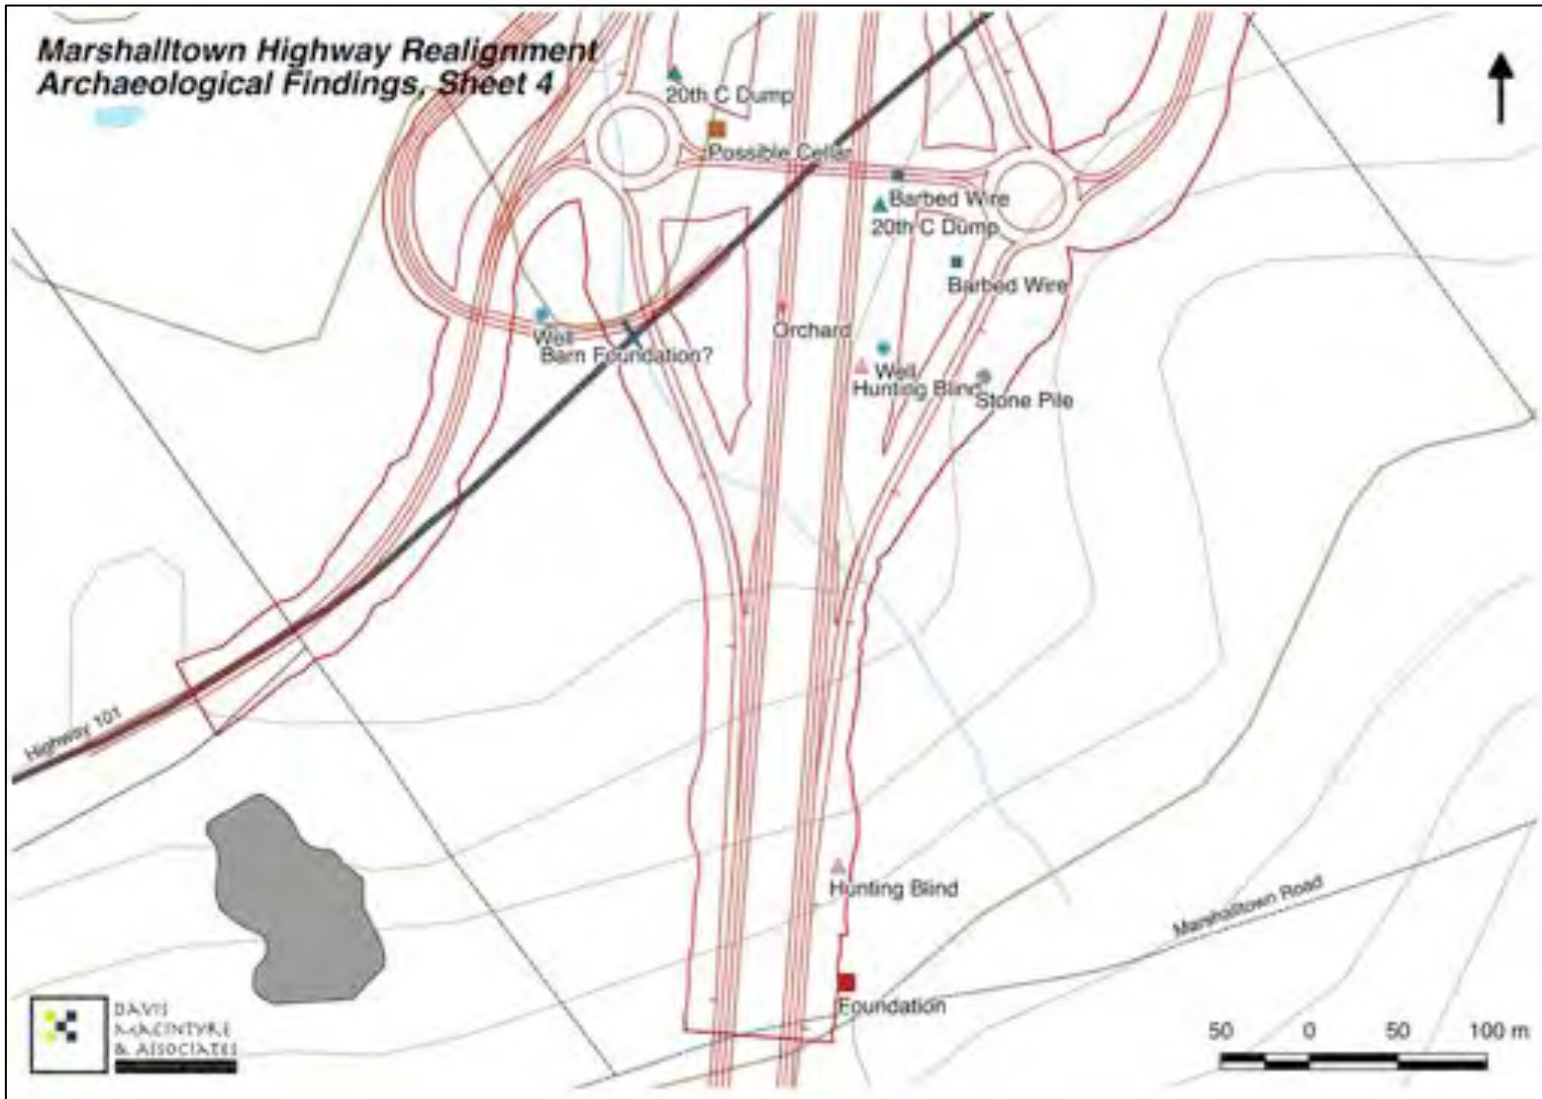 Marshalltown Highway Realignment
Archaeological Findings, Sheet 4
20th C Dump
Possible Cellar
Barbed Wire
20th C Dump
Barbed Wire
Well
Barn Foundation?
Orchard
Well
Hunting Blind
Stone Pile
Highway 101
Hunting Blind
Marshalltown Road
Foundation
DAVIS
MACINTYRE
& ASSOCIATES
50 0 50 100 m